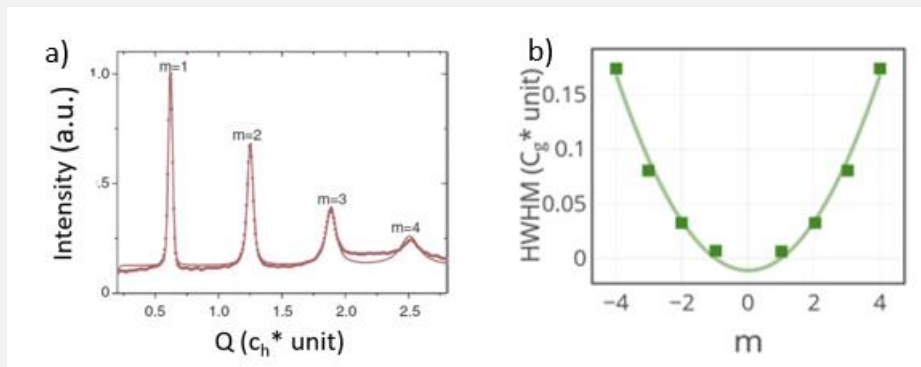 a)
Intensity (a.u.)
1.0
.5
0
m=1
m=2
m=3
m=4
0.5 1.0 1.5 2.0 2.5
Q (cₕ* unit)
b)
HWHM (C_g* unit)
0.15
0.1
0.05
0
−4 −2 0 2 4
m